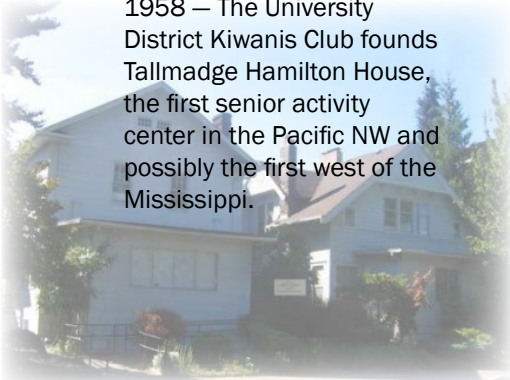 1958 — The University
District Kiwanis Club founds
Tallmadge Hamilton House,
the first senior activity
center in the Pacific NW and
possibly the first west of the
Mississippi.